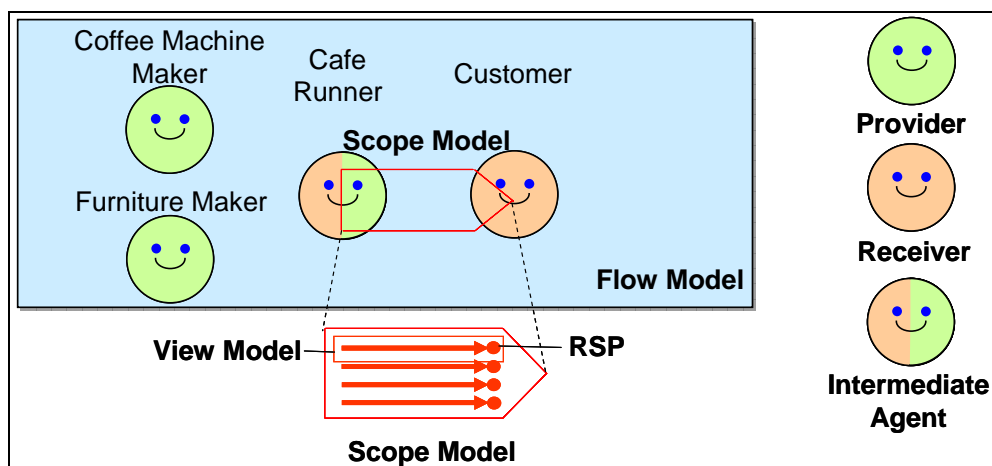 Coffee Machine
Maker
Cafe
Runner
Customer
Scope Model
Furniture Maker
Flow Model
View Model
RSP
Scope Model
Provider
Receiver
Intermediate
Agent